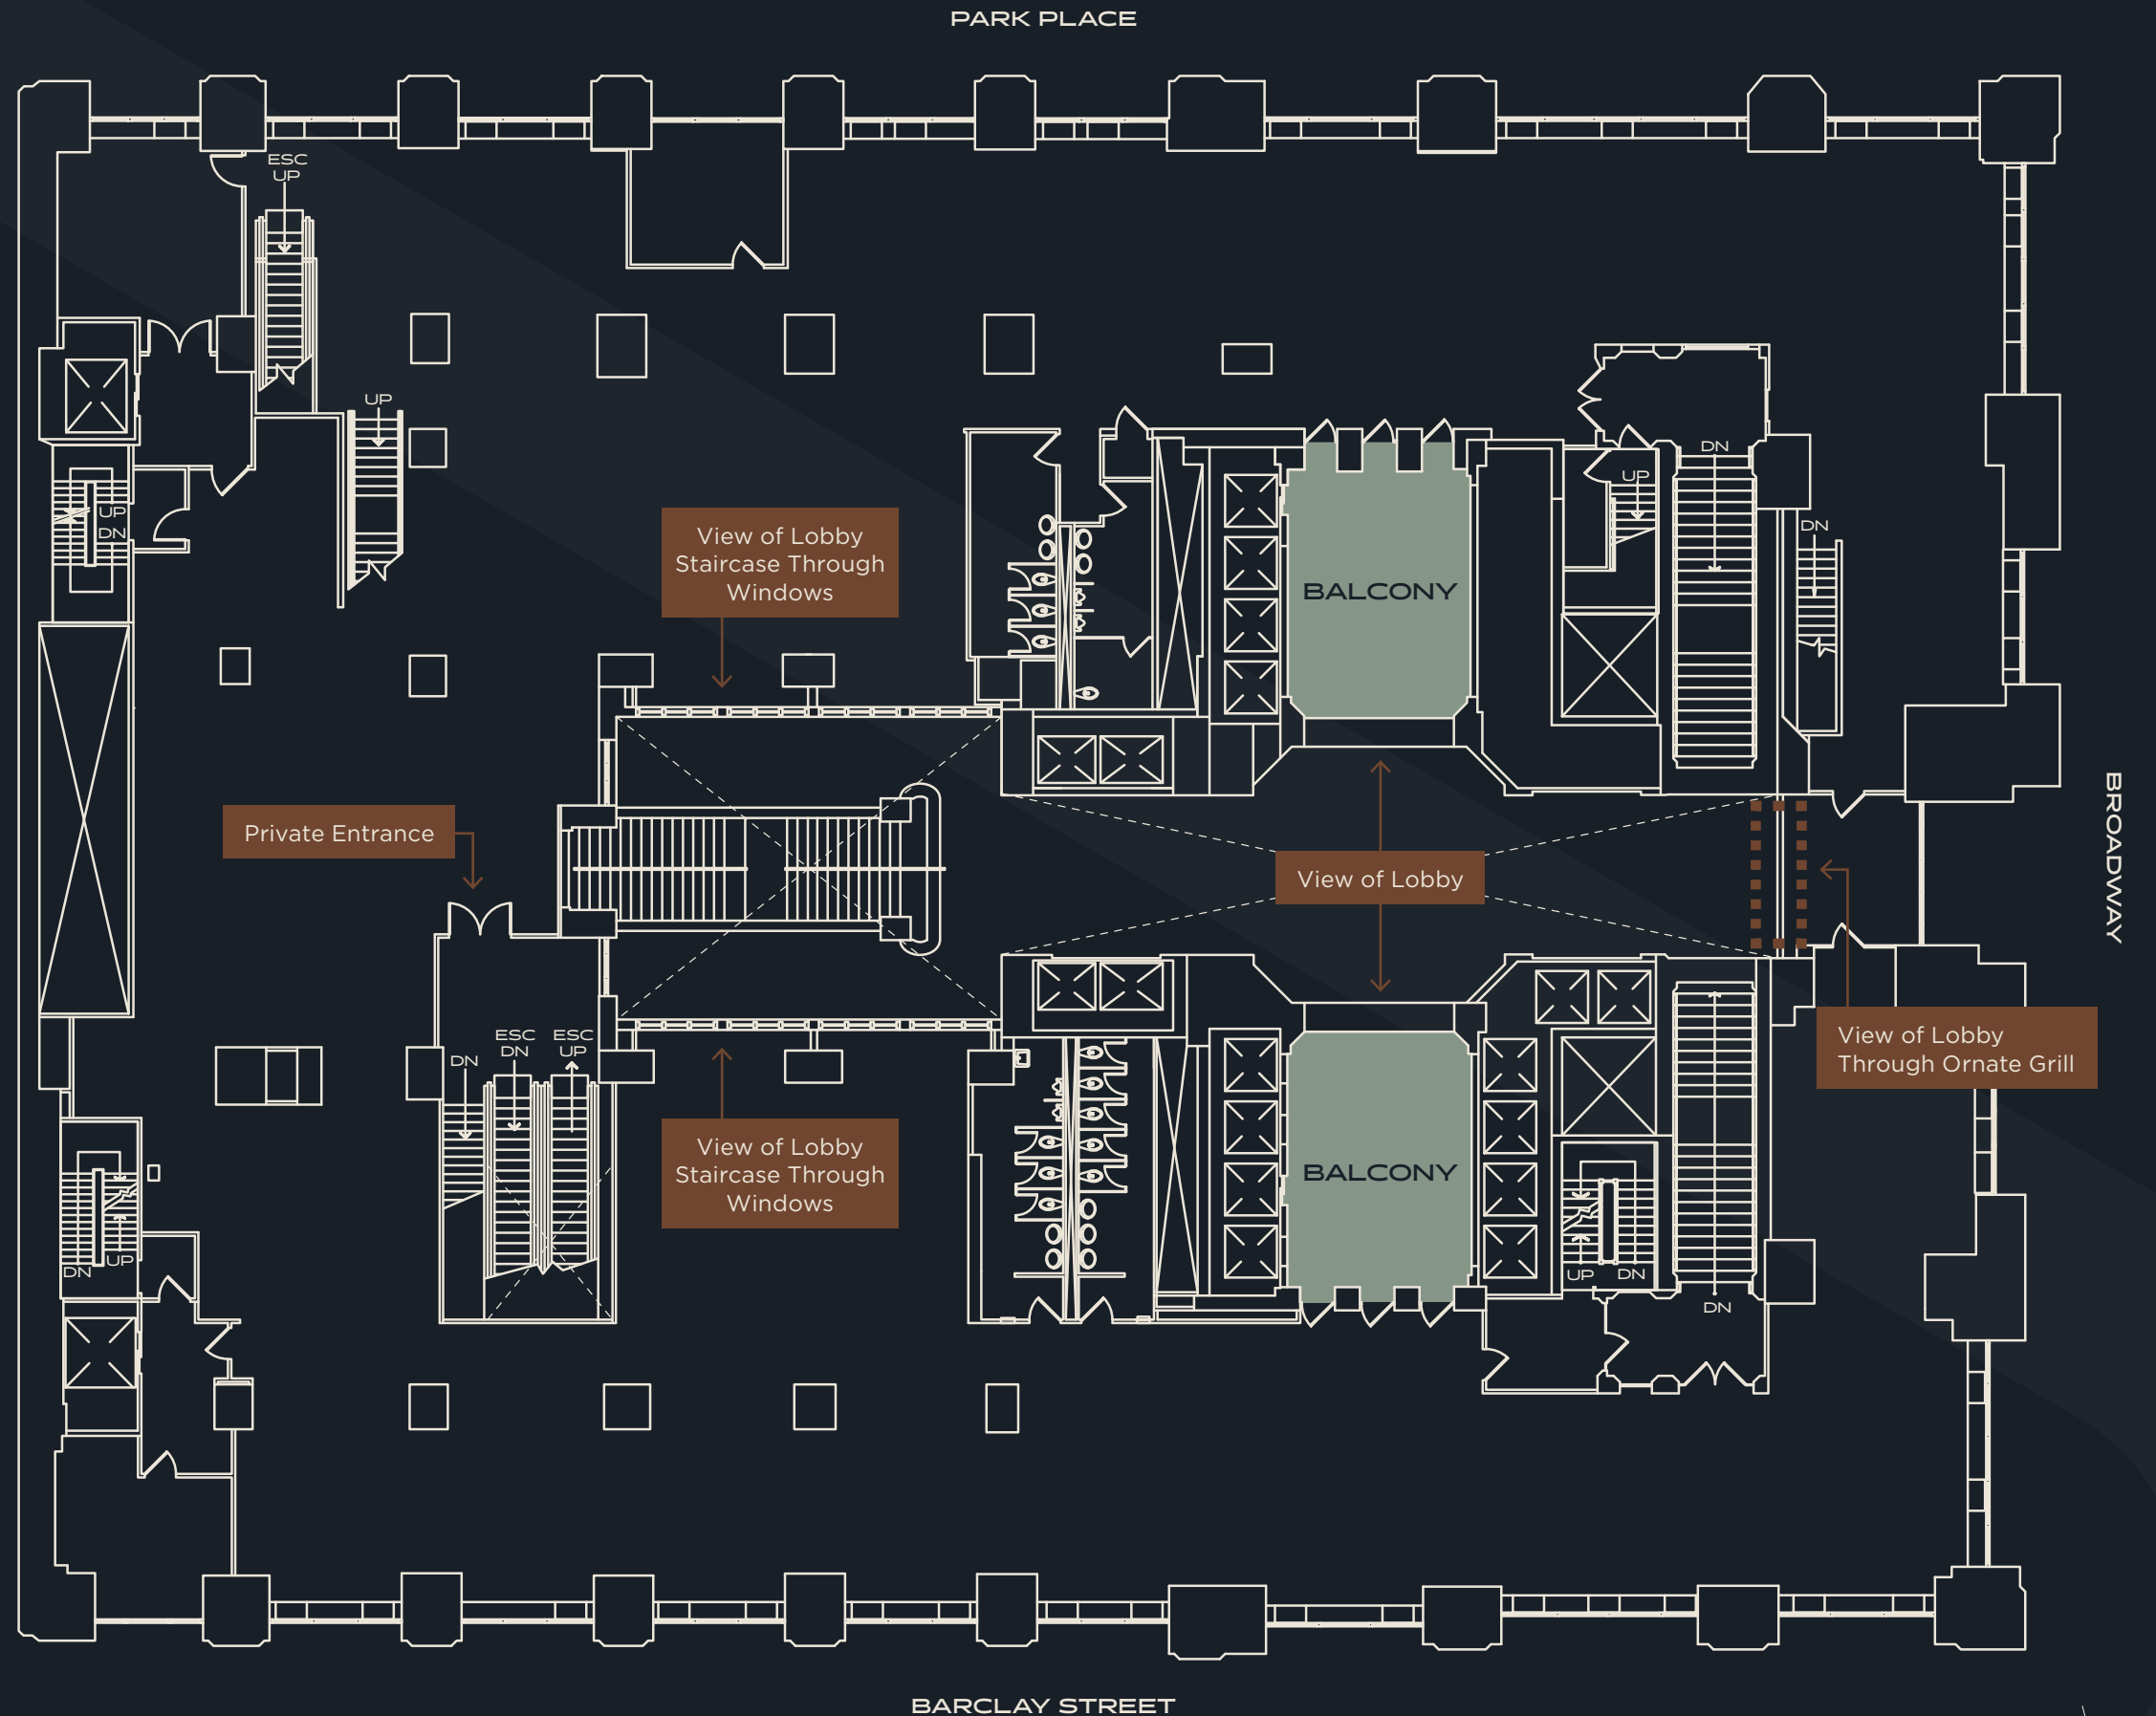 PARK PLACE
ESC
UP
UP
UP
DN
View of Lobby
Staircase Through
Windows
BALCONY
DN
UP
DN
Private Entrance
View of Lobby
BROADWAY
DN
ESC
DN
ESC
UP
View of Lobby
Through Ornate Grill
View of Lobby
Staircase Through
Windows
BALCONY
DN
UP
UP
DN
DN
BARCLAY STREET